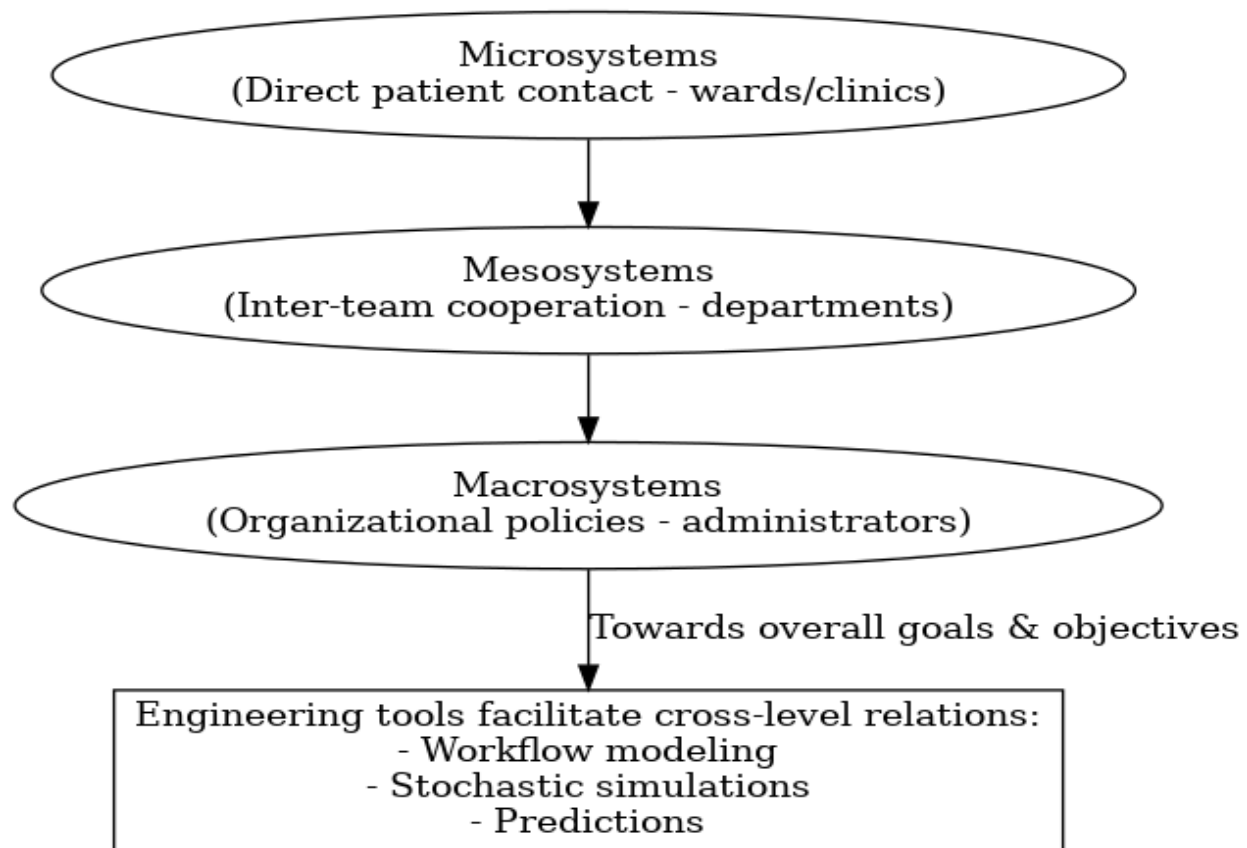 Microsystems
(Direct patient contact - wards/clinics)
Mesosystems
(Inter-team cooperation - departments)
Macrosystems
(Organizational policies - administrators)
Towards overall goals & objectives
Engineering tools facilitate cross-level relations:
- Workflow modeling
- Stochastic simulations
- Predictions